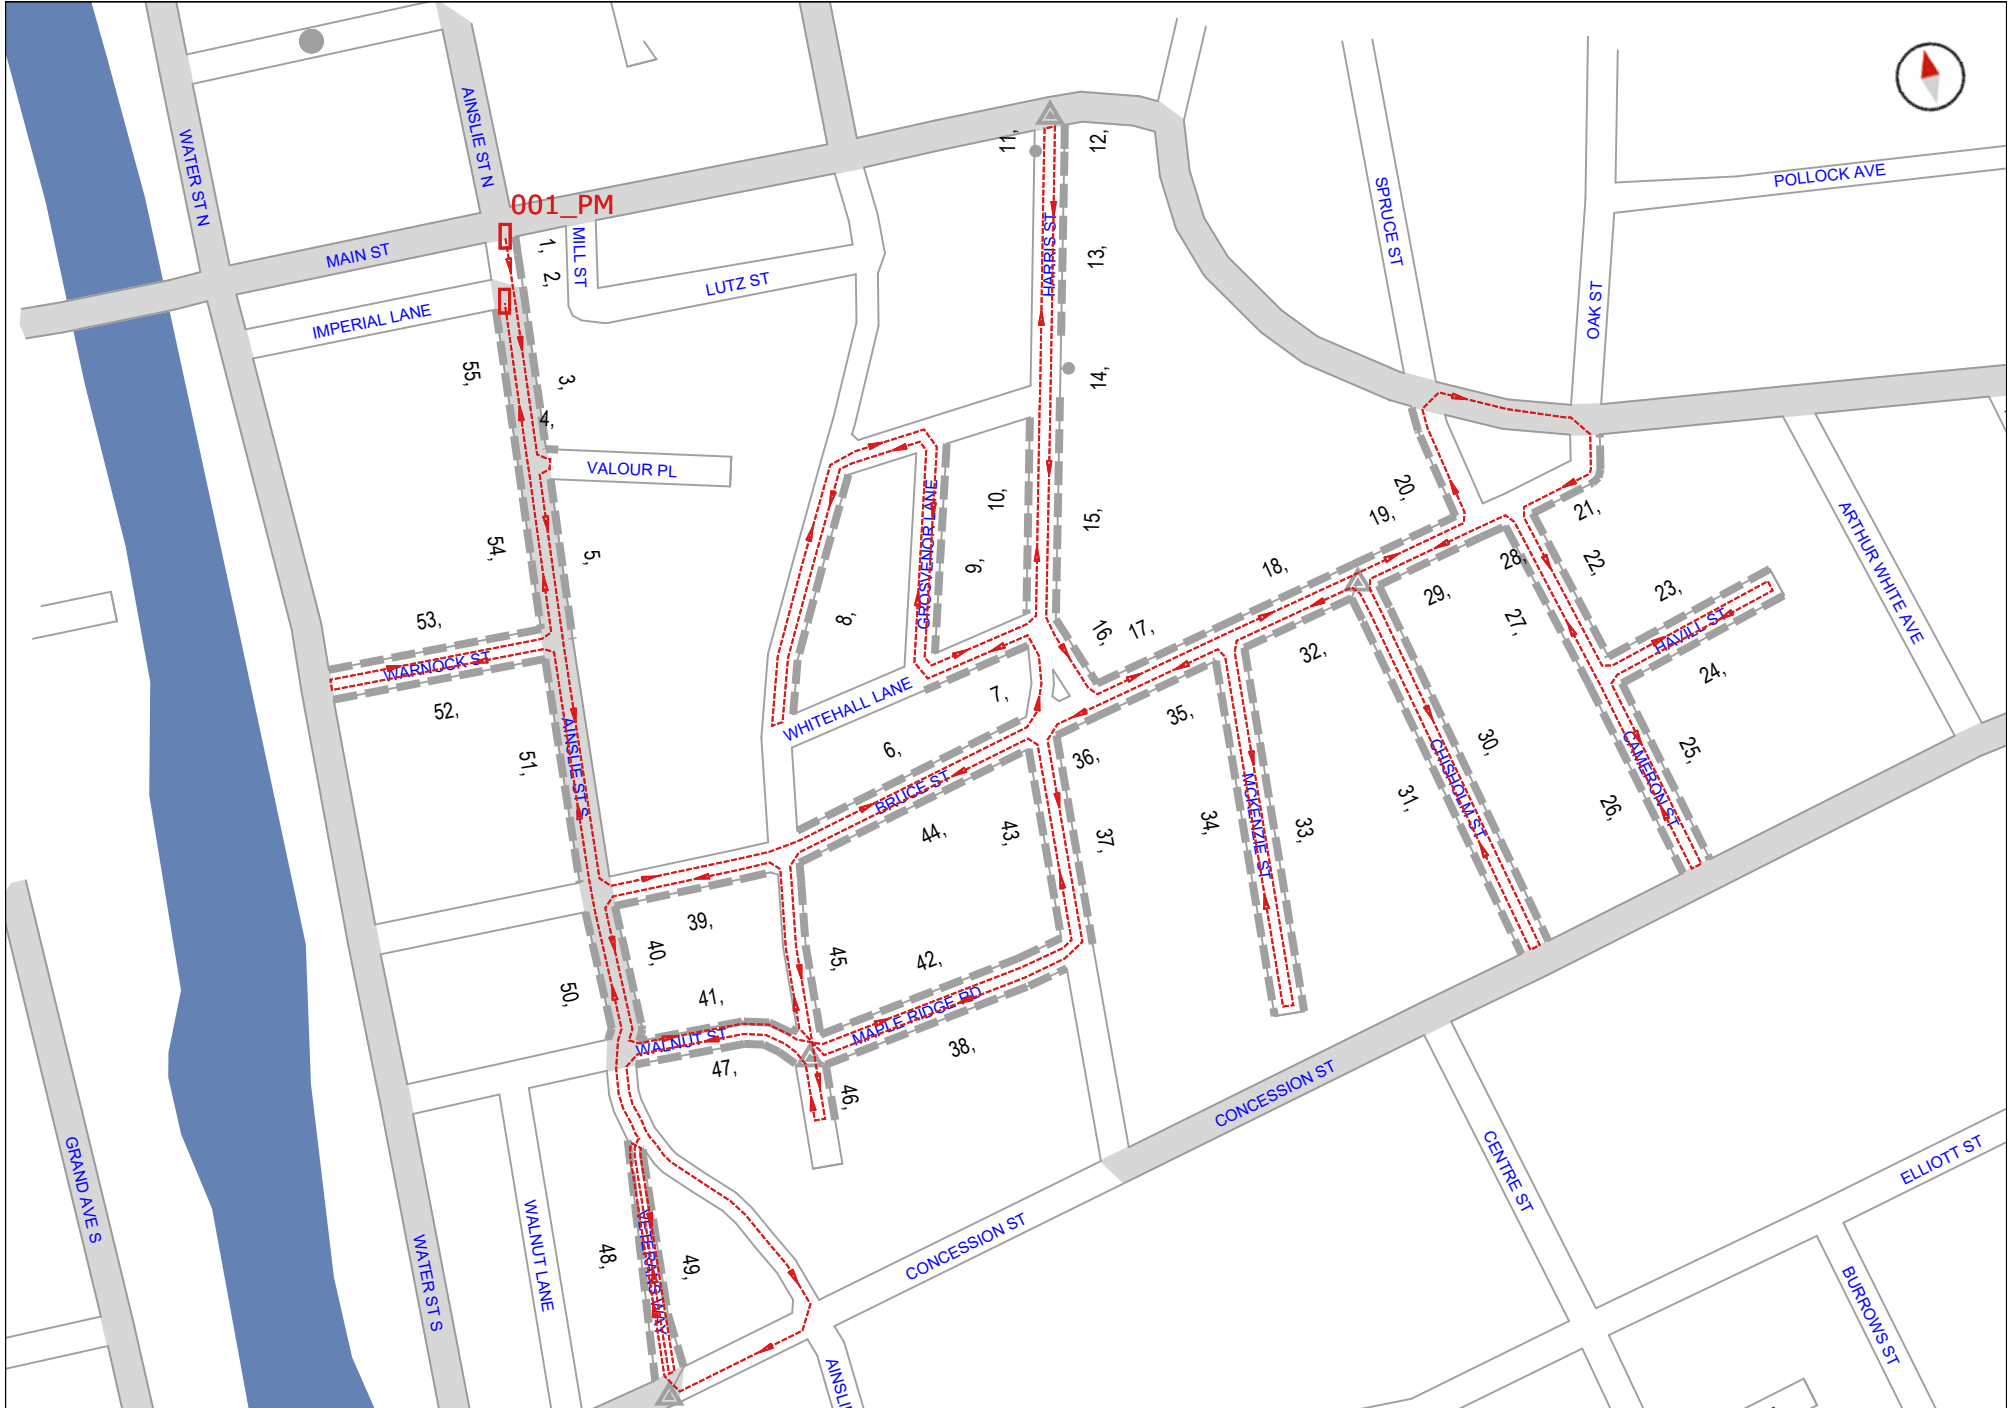 AINSLIE ST N
WATER ST N
001_PM
MAIN ST
IMPERIAL LANE
MILL ST
LUTZ ST
HARRIS ST
SPRUCE ST
OAK ST
POLLOCK AVE
1,
2,
3,
4,
5,
55,
54,
53,
52,
51,
50,
11,
12,
13,
14,
15,
10,
9,
8,
7,
6,
16,
17,
18,
19,
20,
21,
22,
23,
24,
25,
26,
27,
28,
29,
30,
31,
32,
33,
34,
35,
36,
37,
38,
39,
40,
41,
42,
43,
44,
45,
46,
47,
48,
49,
VALOUR PL
GROSVENOR LANE
WHITEHALL LANE
WARNOCK ST
AINSLIE ST S
BRUCE ST
MCKENZIE ST
CHISHOLM ST
CAMERON ST
HAVILL ST
ARTHUR WHITE AVE
MAPLE RIDGE RD
WALNUT ST
VETERANS WAY
WALNUT LANE
WATER ST S
GRAND AVE S
CONCESSION ST
CONCESSION ST
CENTRE ST
ELLIOTT ST
BURROWS ST